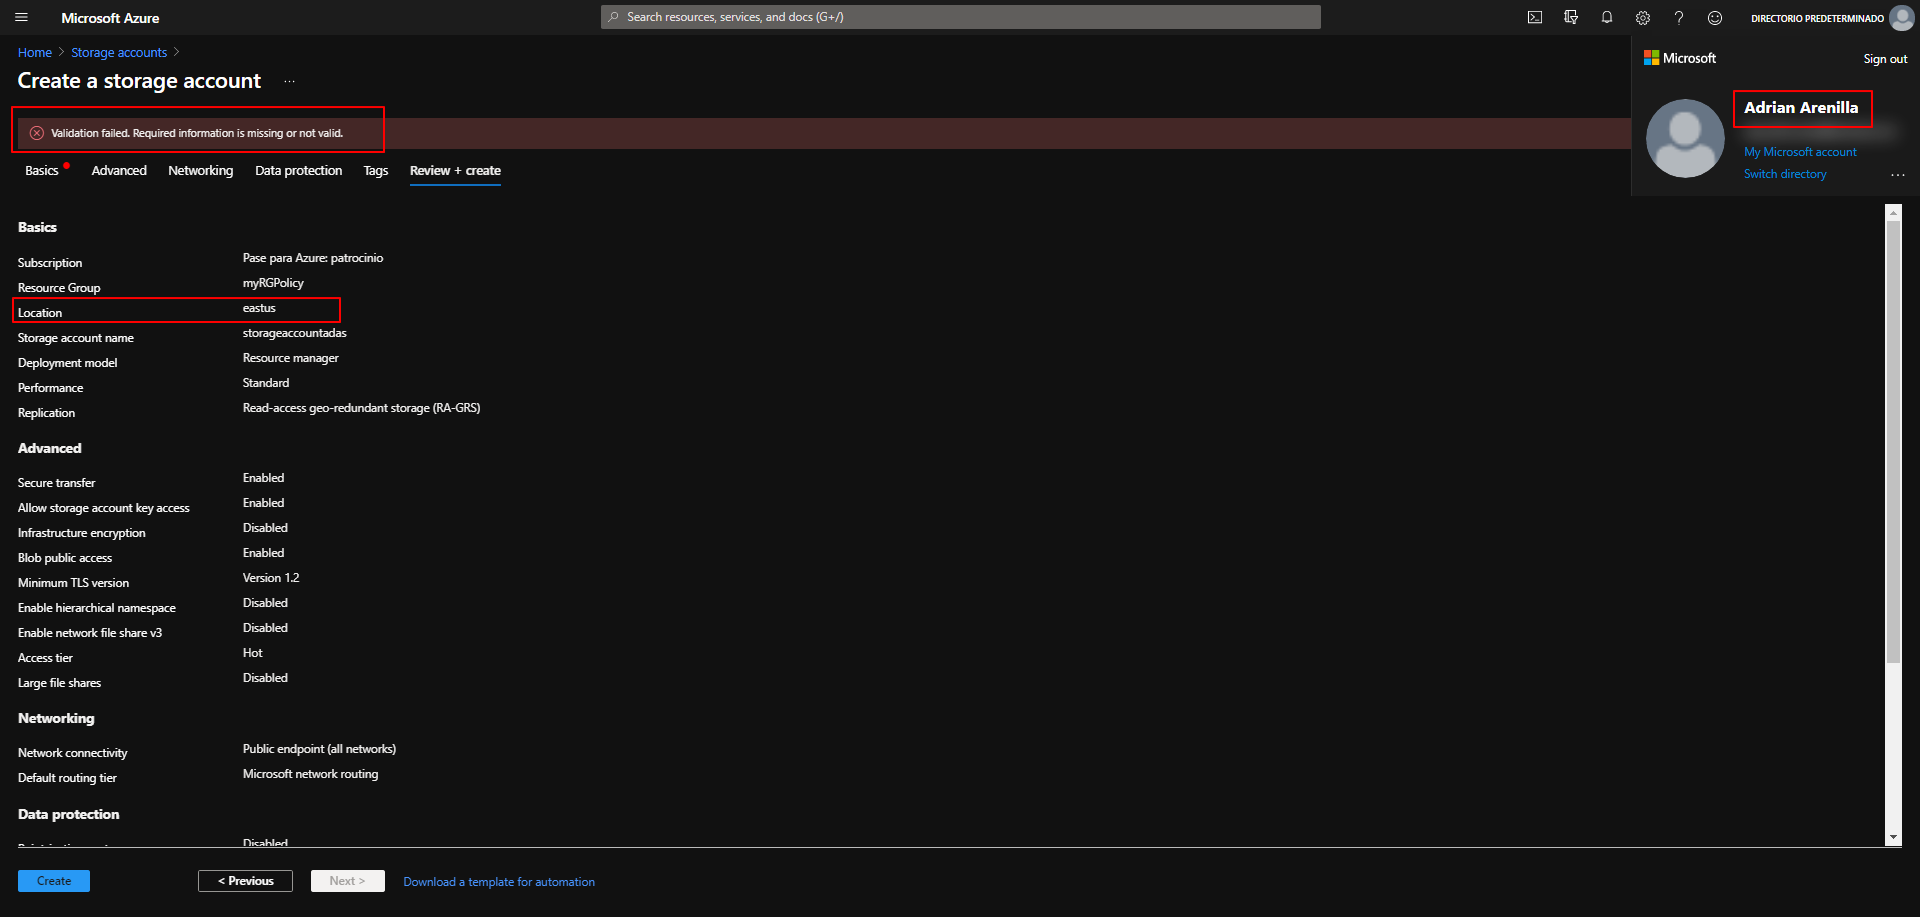 Microsoft Azure
Search resources, services, and docs (G+/)
DIRECTORIO PREDETERMINADO
Home > Storage accounts >
Create a storage account ...
Microsoft
Sign out
Adrian Arenilla
My Microsoft account
Switch directory
...
Validation failed. Required information is missing or not valid.
Basics Advanced Networking Data protection Tags Review + create
Basics
Subscription Pase para Azure: patrocinio
Resource Group myRGPolicy
Location eastus
Storage account name storageaccountadas
Deployment model Resource manager
Performance Standard
Replication Read-access geo-redundant storage (RA-GRS)
Advanced
Secure transfer Enabled
Allow storage account key access Enabled
Infrastructure encryption Disabled
Blob public access Enabled
Minimum TLS version Version 1.2
Enable hierarchical namespace Disabled
Enable network file share v3 Disabled
Access tier Hot
Large file shares Disabled
Networking
Network connectivity Public endpoint (all networks)
Default routing tier Microsoft network routing
Data protection
Disabled
Create < Previous Next > Download a template for automation